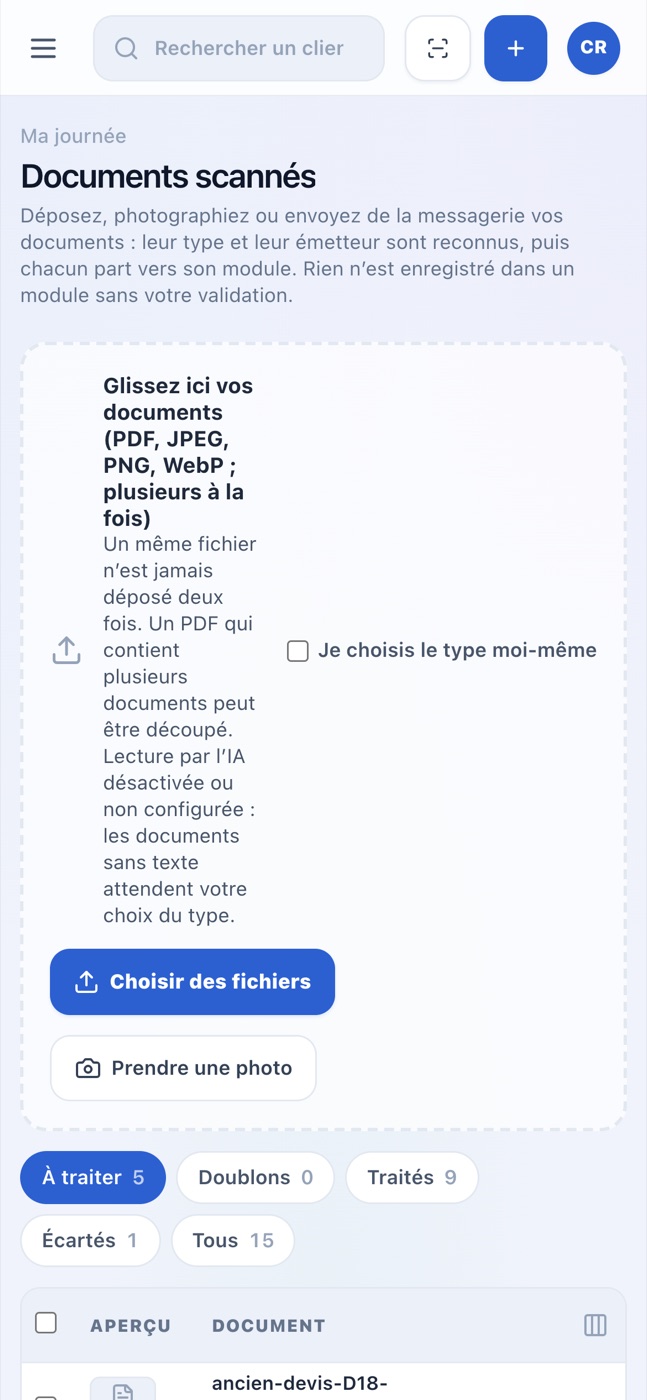 Rechercher un clier
+
CR
Ma journée
Documents scannés
Déposez, photographiez ou envoyez de la messagerie vos
documents : leur type et leur émetteur sont reconnus, puis
chacun part vers son module. Rien n’est enregistré dans un
module sans votre validation.
Glissez ici vos
documents
(PDF, JPEG,
PNG, WebP ;
plusieurs à la
fois)
Un même fichier
n’est jamais
déposé deux
fois. Un PDF qui
contient
plusieurs
documents peut
être découpé.
Lecture par l’IA
désactivée ou
non configurée :
les documents
sans texte
attendent votre
choix du type.
Je choisis le type moi-même
Choisir des fichiers
Prendre une photo
À traiter 5
Doublons 0
Traités 9
Écartés 1
Tous 15
APERÇU DOCUMENT
ancien-devis-D18-